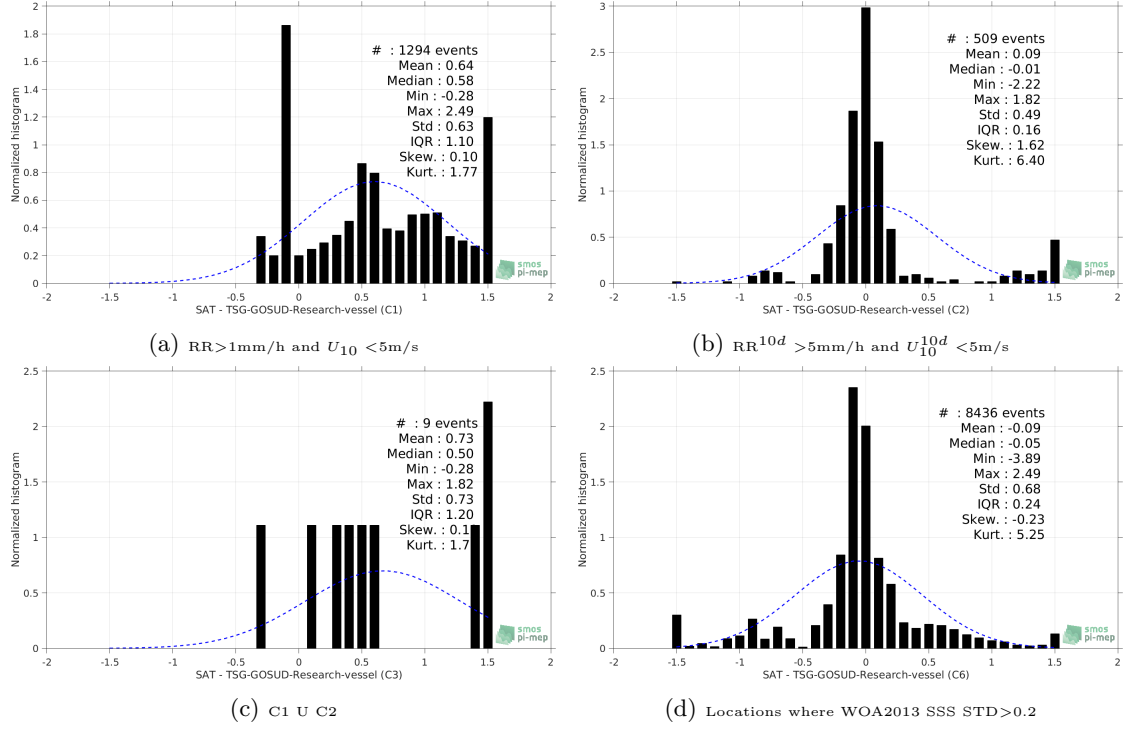 2
1.8
1.6
1.4
1.2
1
0.8
0.6
0.4
0.2
0
Normalized histogram
# : 1294 events
Mean : 0.64
Median : 0.58
Min : -0.28
Max : 2.49
Std : 0.63
IQR : 1.10
Skew. : 0.10
Kurt. : 1.77
smos
pi-mep
-2 -1.5 -1 -0.5 0 0.5 1 1.5 2
SAT - TSG-GOSUD-Research-vessel (C1)
(a) RR>1mm/h and U10 <5m/s
3
2.5
2
1.5
1
0.5
0
Normalized histogram
# : 509 events
Mean : 0.09
Median : -0.01
Min : -2.22
Max : 1.82
Std : 0.49
IQR : 0.16
Skew. : 1.62
Kurt. : 6.40
smos
pi-mep
-2 -1.5 -1 -0.5 0 0.5 1 1.5 2
SAT - TSG-GOSUD-Research-vessel (C2)
(b) RR10d >5mm/h and U10d10 <5m/s
2.5
2
1.5
1
0.5
0
Normalized histogram
# : 9 events
Mean : 0.73
Median : 0.50
Min : -0.28
Max : 1.82
Std : 0.73
IQR : 1.20
Skew. : 0.1
Kurt. : 1.7
smos
pi-mep
-2 -1.5 -1 -0.5 0 0.5 1 1.5 2
SAT - TSG-GOSUD-Research-vessel (C3)
(c) C1 U C2
2.5
2
1.5
1
0.5
0
Normalized histogram
# : 8436 events
Mean : -0.09
Median : -0.05
Min : -3.89
Max : 2.49
Std : 0.68
IQR : 0.24
Skew. : -0.23
Kurt. : 5.25
smos
pi-mep
-2 -1.5 -1 -0.5 0 0.5 1 1.5 2
SAT - TSG-GOSUD-Research-vessel (C6)
(d) Locations where WOA2013 SSS STD>0.2